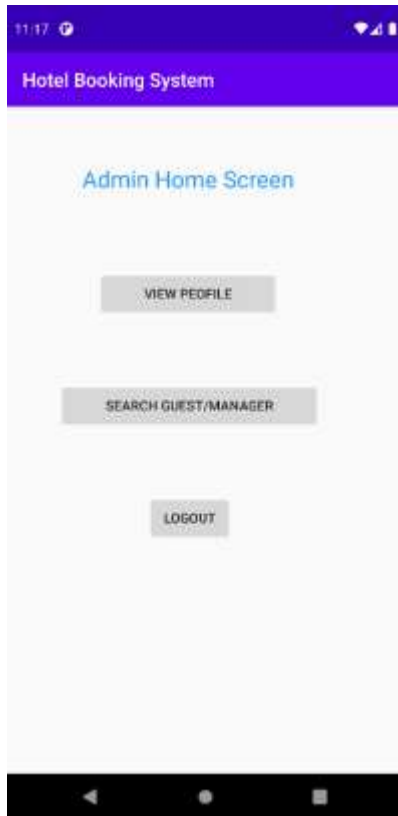 11:17
Hotel Booking System
Admin Home Screen
VIEW PEOFILE
SEARCH GUEST/MANAGER
LOGOUT